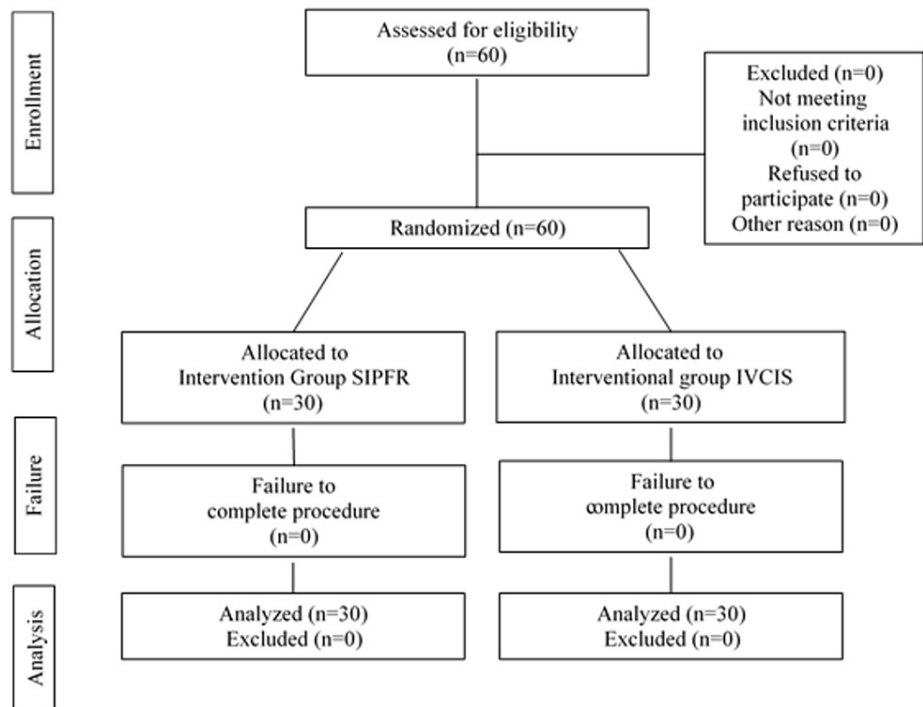 Enrollment
Assessed for eligibility
(n=60)
Excluded (n=0)
Not meeting
inclusion criteria
(n=0)
Refused to
participate (n=0)
Other reason (n=0)
Randomized (n=60)
Allocation
Allocated to
Intervention Group SIPFR
(n=30)
Allocated to
Interventional group IVCIS
(n=30)
Failure
Failure to
complete procedure
(n=0)
Failure to
complete procedure
(n=0)
Analysis
Analyzed (n=30)
Excluded (n=0)
Analyzed (n=30)
Excluded (n=0)